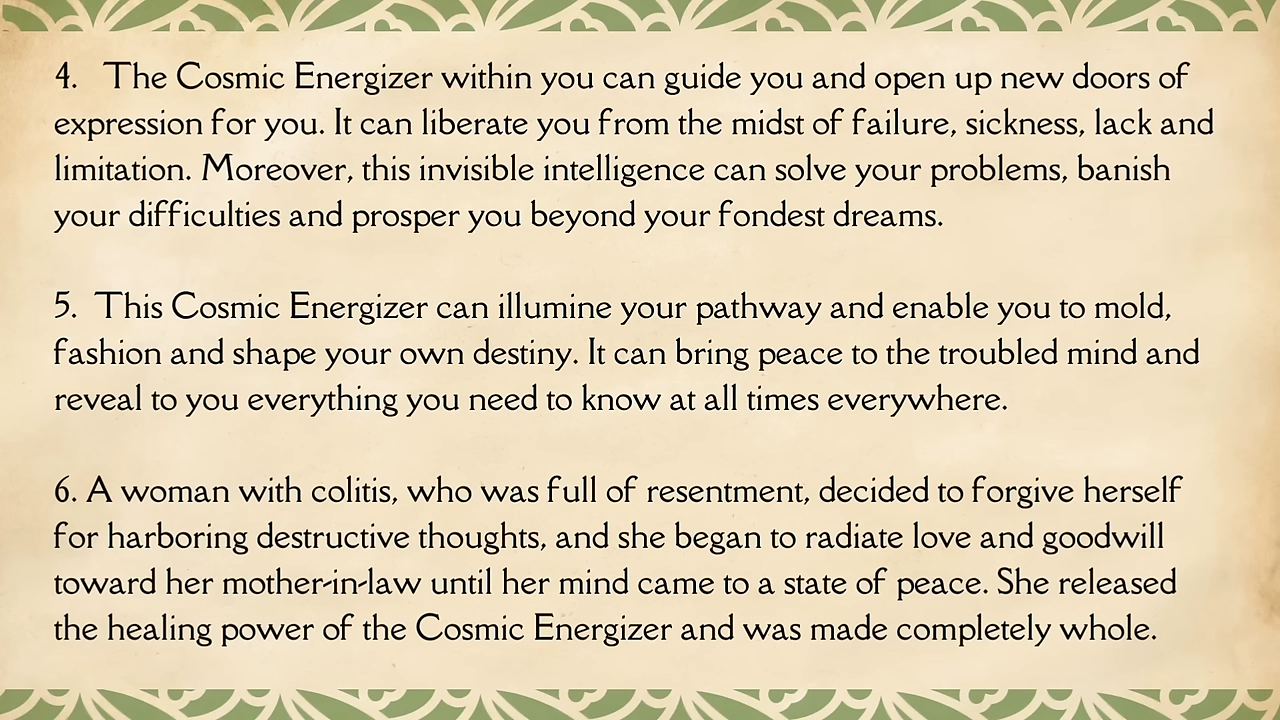 4. The Cosmic Energizer within you can guide you and open up new doors of
expression for you. It can liberate you from the midst of failure, sickness, lack and
limitation. Moreover, this invisible intelligence can solve your problems, banish
your difficulties and prosper you beyond your fondest dreams.
5. This Cosmic Energizer can illumine your pathway and enable you to mold,
fashion and shape your own destiny. It can bring peace to the troubled mind and
reveal to you everything you need to know at all times everywhere.
6. A woman with colitis, who was full of resentment, decided to forgive herself
for harboring destructive thoughts, and she began to radiate love and goodwill
toward her mother-in-law until her mind came to a state of peace. She released
the healing power of the Cosmic Energizer and was made completely whole.